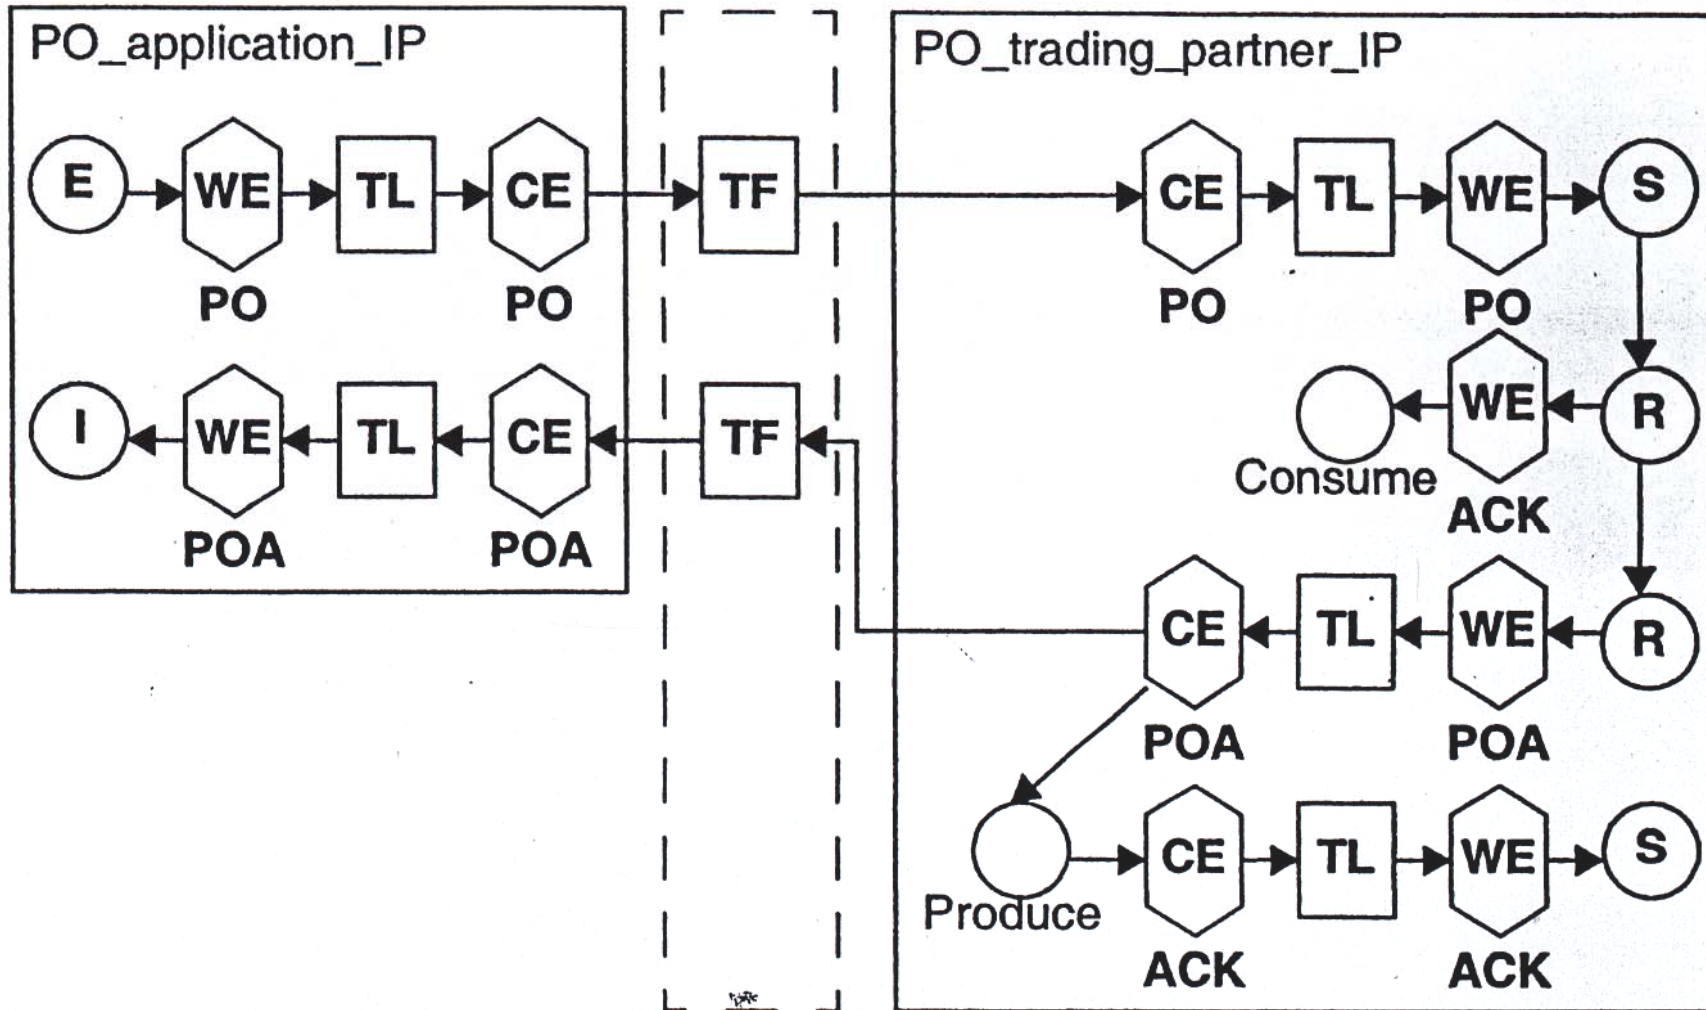 PO_application_IP
E WE TL CE
PO PO
I WE TL CE
POA POA
TF
TF
PO_trading_partner_IP
CE TL WE S
PO PO
WE R
Consume
ACK
CE TL WE R
POA POA
CE TL WE S
Produce
ACK ACK